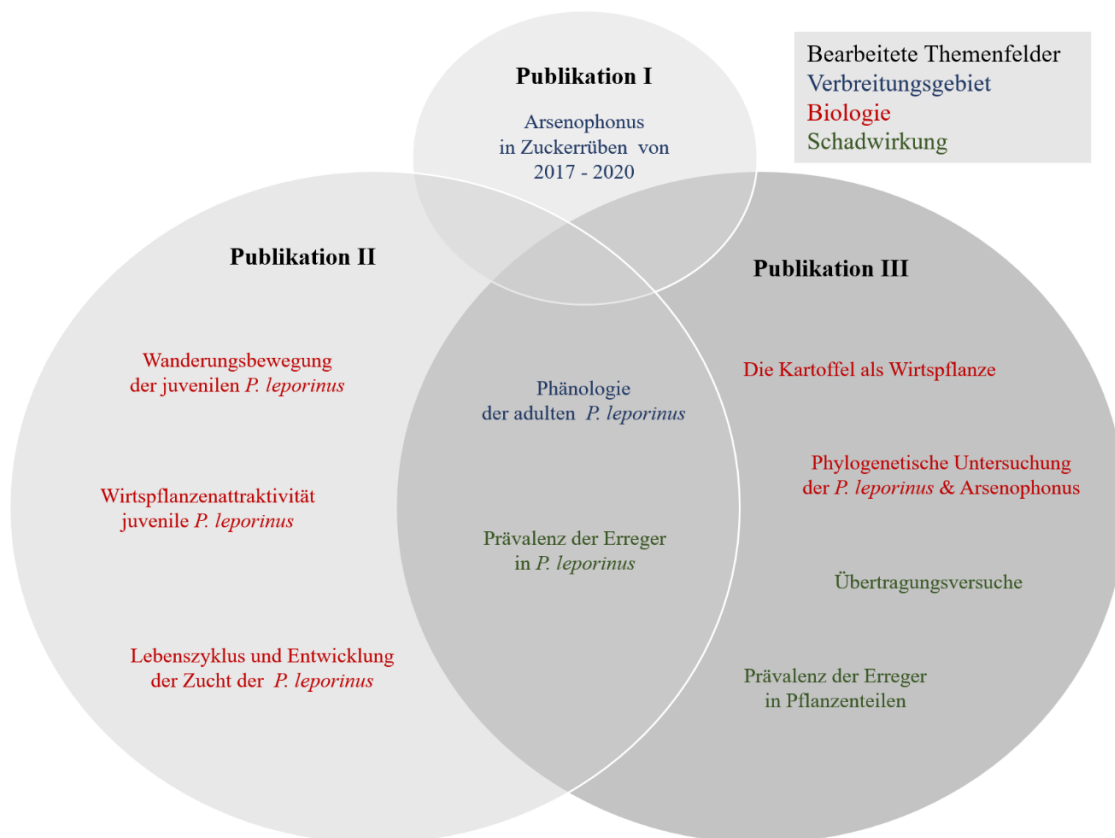 Publikation I
Arsenophonus
in Zuckerrüben von
2017 - 2020
Bearbeitete Themenfelder
Verbreitungsgebiet
Biologie
Schadwirkung
Publikation II
Wanderungsbewegung
der juvenilen P. leporinus
Wirtspflanzenattraktivität
juvenile P. leporinus
Lebenszyklus und Entwicklung
der Zucht der P. leporinus
Phänologie
der adulten P. leporinus
Prävalenz der Erreger
in P. leporinus
Publikation III
Die Kartoffel als Wirtspflanze
Phylogenetische Untersuchung
der P. leporinus & Arsenophonus
Übertragungsversuche
Prävalenz der Erreger
in Pflanzenteilen